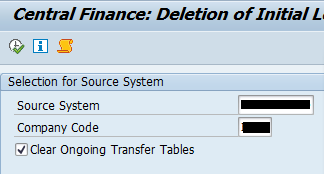 Central Finance: Deletion of Initial
Selection for Source System
Source System
Company Code
Clear Ongoing Transfer Tables